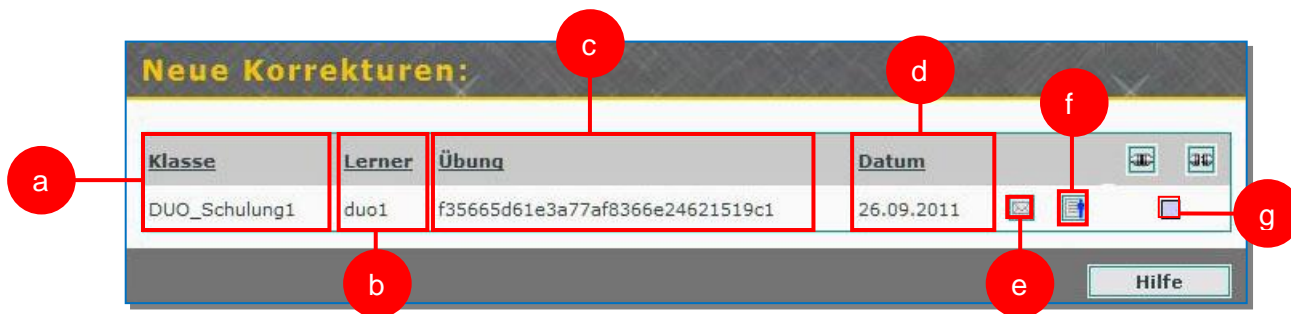 c
Neue Korrekturen:
d
f
Klasse Lerner Übung Datum
a
DUO_Schulung1 duo1 f35665d61e3a77af8366e24621519c1 26.09.2011
g
b
e
Hilfe